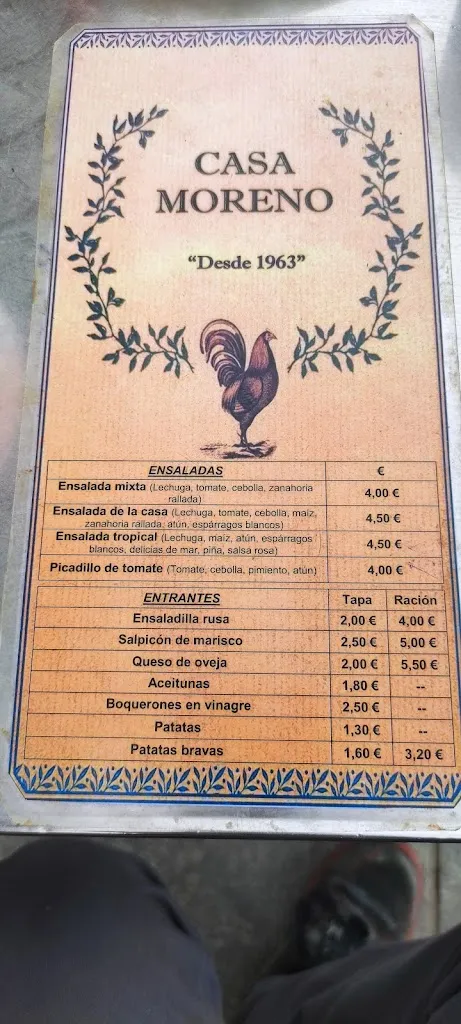 CASA
MORENO
“Desde 1963”
ENSALADAS €
Ensalada mixta (Lechuga, tomate, cebolla, zanahoria
rallada) 4,00 €
Ensalada de la casa (Lechuga, tomate, cebolla, maíz,
zanahoria rallada, atún, espárragos blancos) 4,50 €
Ensalada tropical (Lechuga, maíz, atún, espárragos
blancos, delicias de mar, piña, salsa rosa) 4,50 €
Picadillo de tomate (Tomate, cebolla, pimiento, atún) 4,00 €
ENTRANTES Tapa Ración
Ensaladilla rusa 2,00 € 4,00 €
Salpicón de marisco 2,50 € 5,00 €
Queso de oveja 2,00 € 5,50 €
Aceitunas 1,80 € --
Boquerones en vinagre 2,50 € --
Patatas 1,30 € --
Patatas bravas 1,60 € 3,20 €